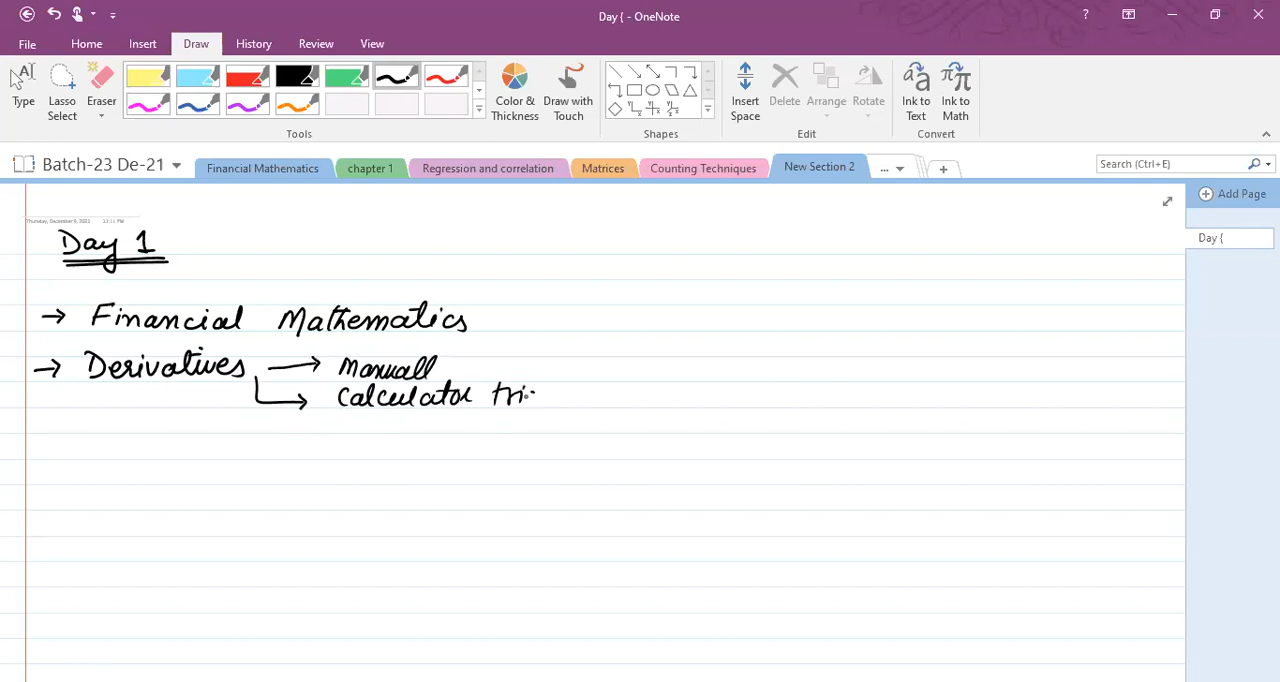 Day { - OneNote
File Home Insert Draw History Review View
Type Lasso Select Eraser Color & Thickness Draw with Touch Insert Space Delete Arrange Rotate Ink to Text Ink to Math
Tools Shapes Edit Convert
Batch-23 De-21 Financial Mathematics chapter 1 Regression and correlation Matrices Counting Techniques New Section 2 ... Search (Ctrl+E)
Add Page
Day {
Day 1
→ Financial Mathematics
→ Derivatives → Manuall
→ Calculator tri